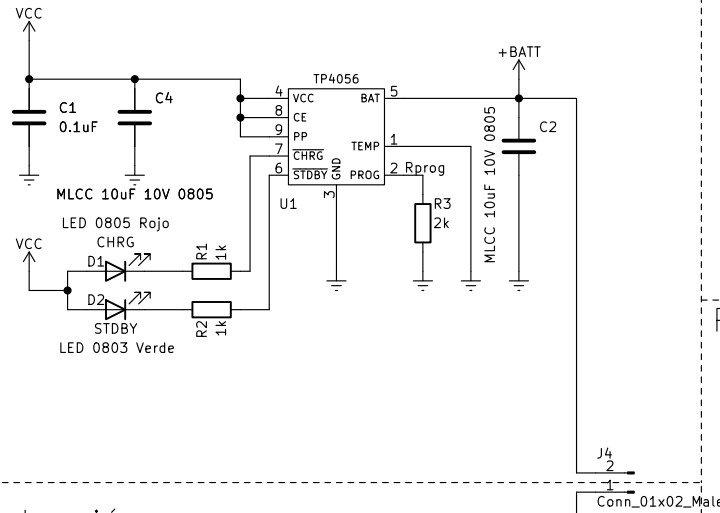 VCC
+BATT
TP4056
C1
0.1uF
C4
4
VCC
8
CE
9
PP
7
CHRG
6
STDBY
GND
3
BAT
5
TEMP
1
PROG
2
Rprog
U1
MLCC 10uF 10V 0805
R3
2k
MLCC 10uF 10V 0805
C2
LED 0805 Rojo
CHRG
VCC
D1
R1
1k
D2
R2
1k
STDBY
LED 0803 Verde
J4
2
1
Conn_01x02_Male